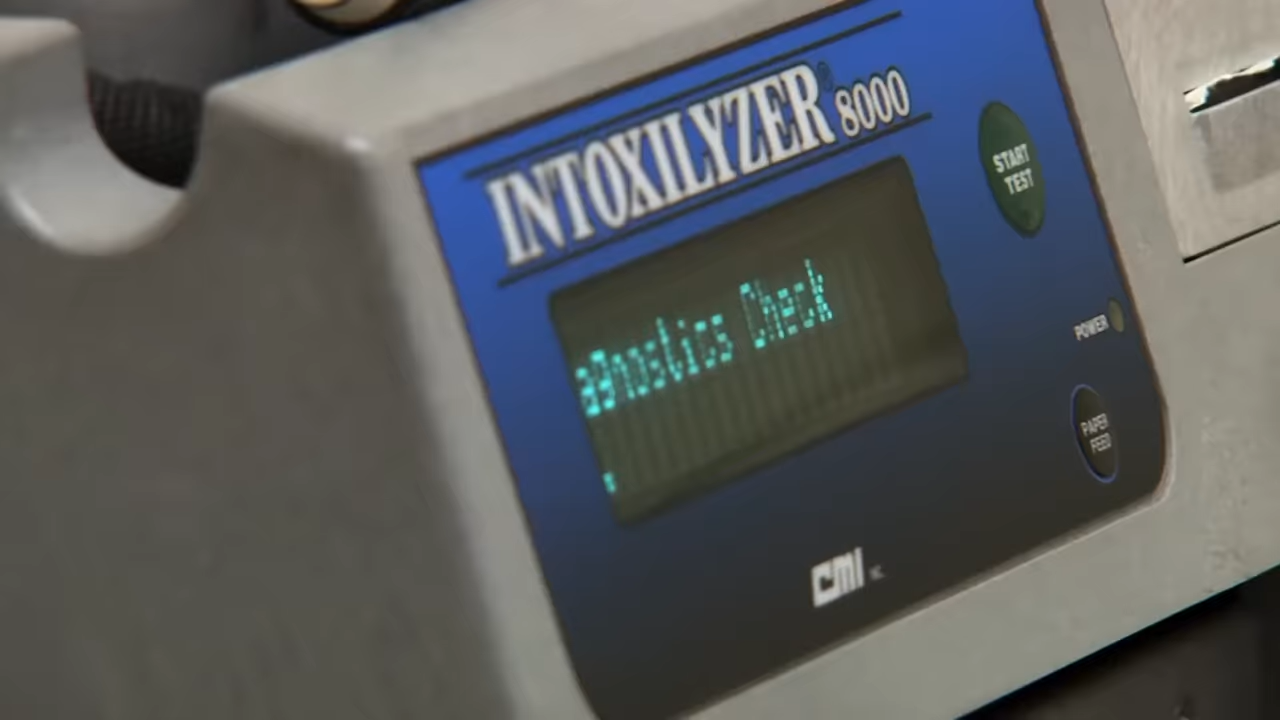 INTOXILYZER® 8000
START
TEST
agnostics Check
POWER
PAPER
FEED
CMI